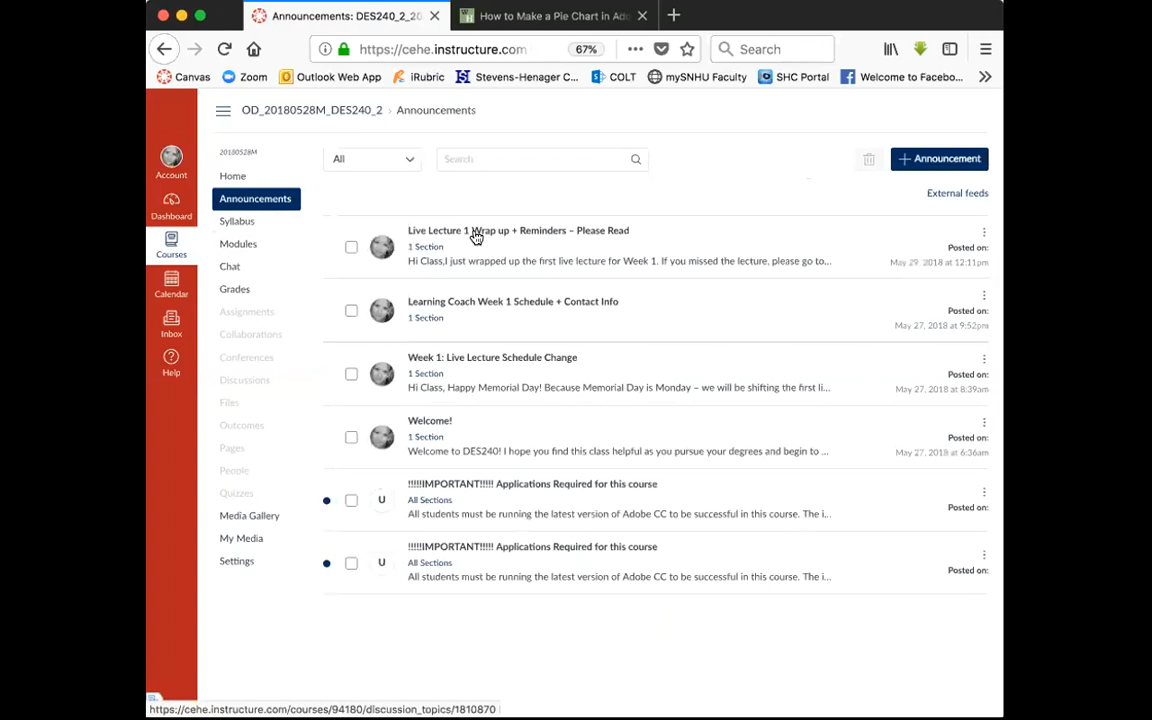 Announcements: DES240_2_20
How to Make a Pie Chart in Ado
https://cehe.instructure.com
67%
Search
Canvas
Zoom
Outlook Web App
iRubric
Stevens-Henager C...
COLT
mySNHU Faculty
SHC Portal
Welcome to Facebo...
OD_20180528M_DES240_2 › Announcements
Account
Dashboard
Courses
Calendar
Inbox
Help
20180528M
Home
Announcements
Syllabus
Modules
Chat
Grades
Assignments
Collaborations
Conferences
Discussions
Files
Outcomes
Pages
People
Quizzes
Media Gallery
My Media
Settings
All
Search
+ Announcement
External feeds
Live Lecture 1 Wrap up + Reminders – Please Read
1 Section
Hi Class,I just wrapped up the first live lecture for Week 1. If you missed the lecture, please go to...
Posted on:
May 29, 2018 at 12:11pm
Learning Coach Week 1 Schedule + Contact Info
1 Section
Posted on:
May 27, 2018 at 9:52pm
Week 1: Live Lecture Schedule Change
1 Section
Hi Class, Happy Memorial Day! Because Memorial Day is Monday – we will be shifting the first li...
Posted on:
May 27, 2018 at 8:39am
Welcome!
1 Section
Welcome to DES240! I hope you find this class helpful as you pursue your degrees and begin to ...
Posted on:
May 27, 2018 at 6:36am
U
!!!!!IMPORTANT!!!!! Applications Required for this course
All Sections
All students must be running the latest version of Adobe CC to be successful in this course. The i...
Posted on:
U
!!!!!IMPORTANT!!!!! Applications Required for this course
All Sections
All students must be running the latest version of Adobe CC to be successful in this course. The i...
Posted on:
https://cehe.instructure.com/courses/94180/discussion_topics/1810870